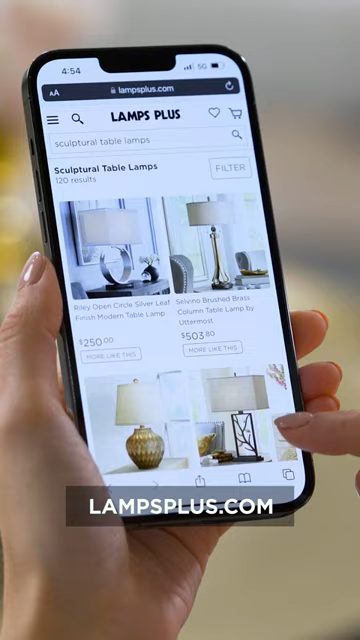 4:54
5G
AA
lampsplus.com
LAMPS PLUS
sculptural table lamps
Sculptural Table Lamps
120 results
FILTER
Riley Open Circle Silver Leaf
Finish Modern Table Lamp
$250.00
MORE LIKE THIS
Selvino Brushed Brass
Column Table Lamp by
Uttermost
$503.80
MORE LIKE THIS
LAMPSPLUS.COM